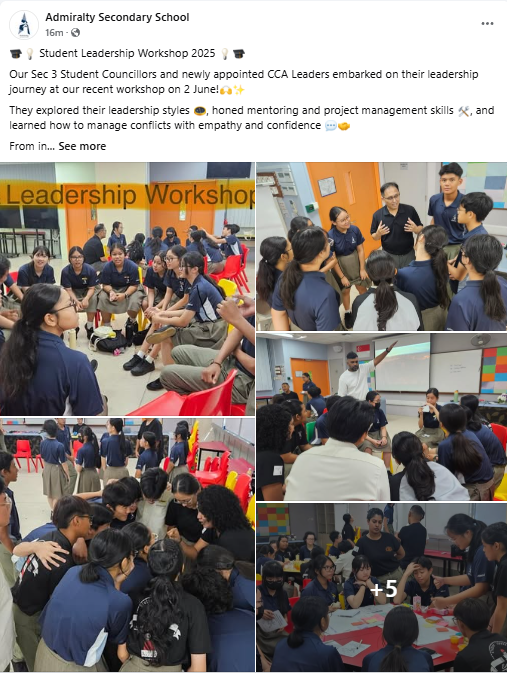 Admiralty Secondary School
16m ·
🎓💡 Student Leadership Workshop 2025 💡🎓
Our Sec 3 Student Councillors and newly appointed CCA Leaders embarked on their leadership
journey at our recent workshop on 2 June!🙌✨
They explored their leadership styles 🍩, honed mentoring and project management skills 🛠️, and
learned how to manage conflicts with empathy and confidence 💬🤝
From in... See more
Leadership Workshop
+5